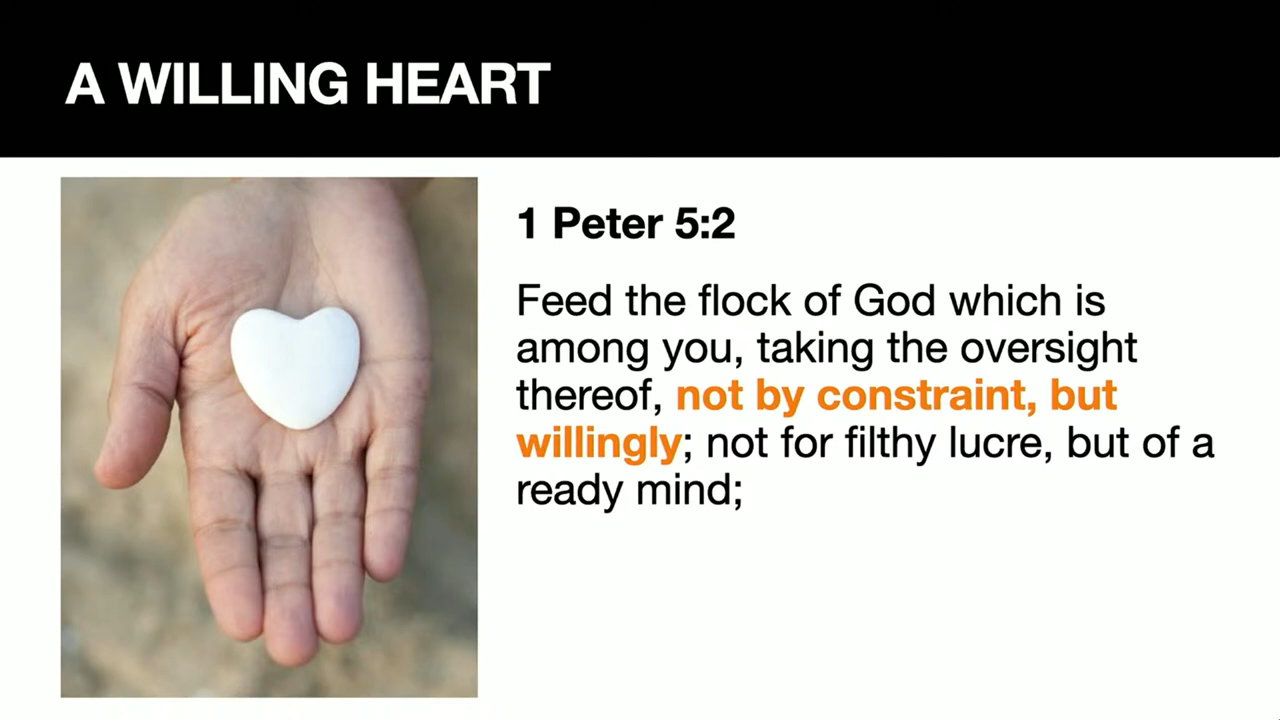 A WILLING HEART
1 Peter 5:2
Feed the flock of God which is
among you, taking the oversight
thereof, not by constraint, but
willingly; not for filthy lucre, but of a
ready mind;